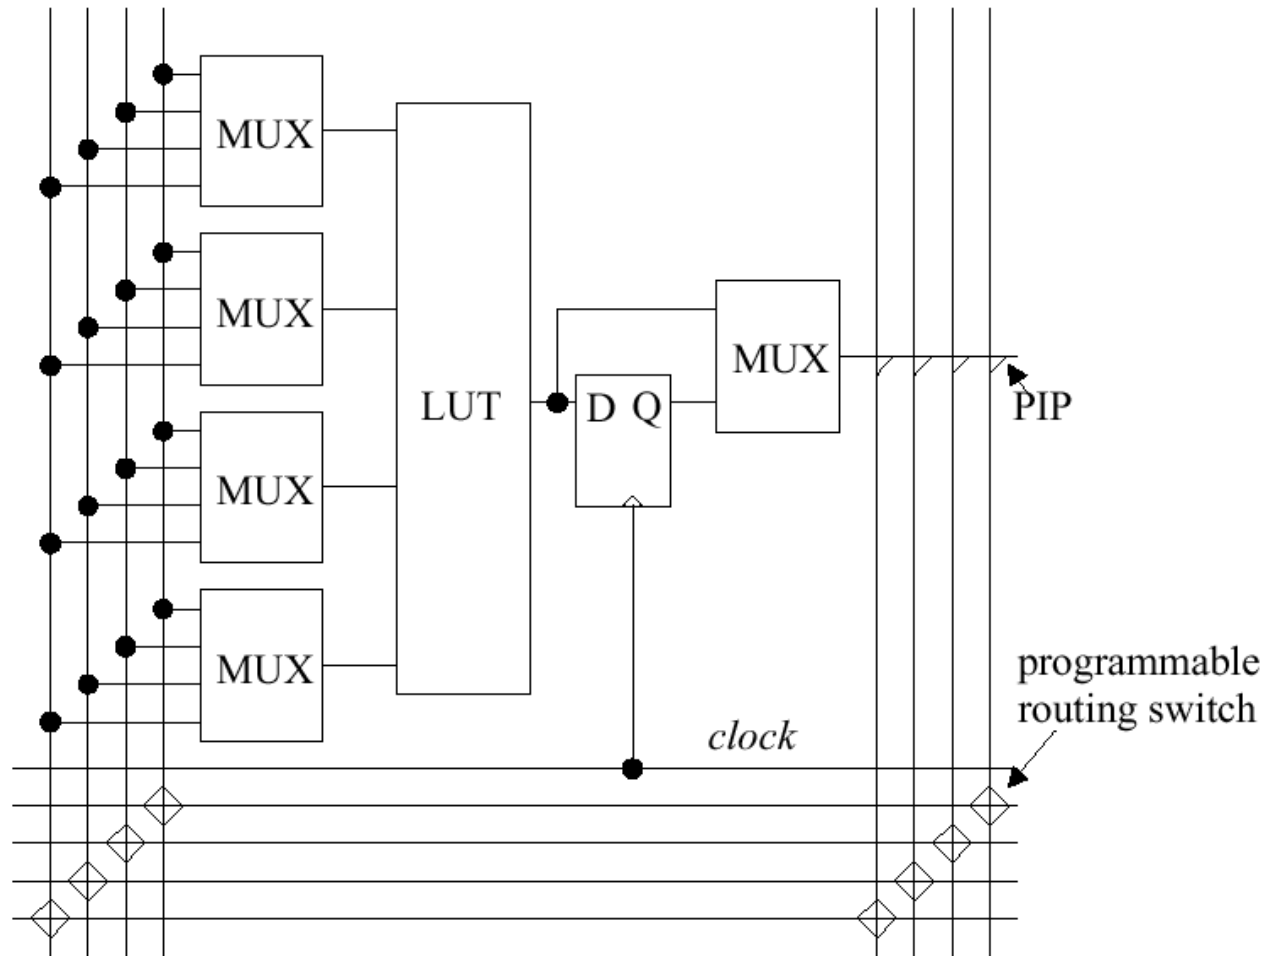 MUX
MUX
MUX
LUT
D Q
PIP
MUX
MUX
programmable
routing switch
clock